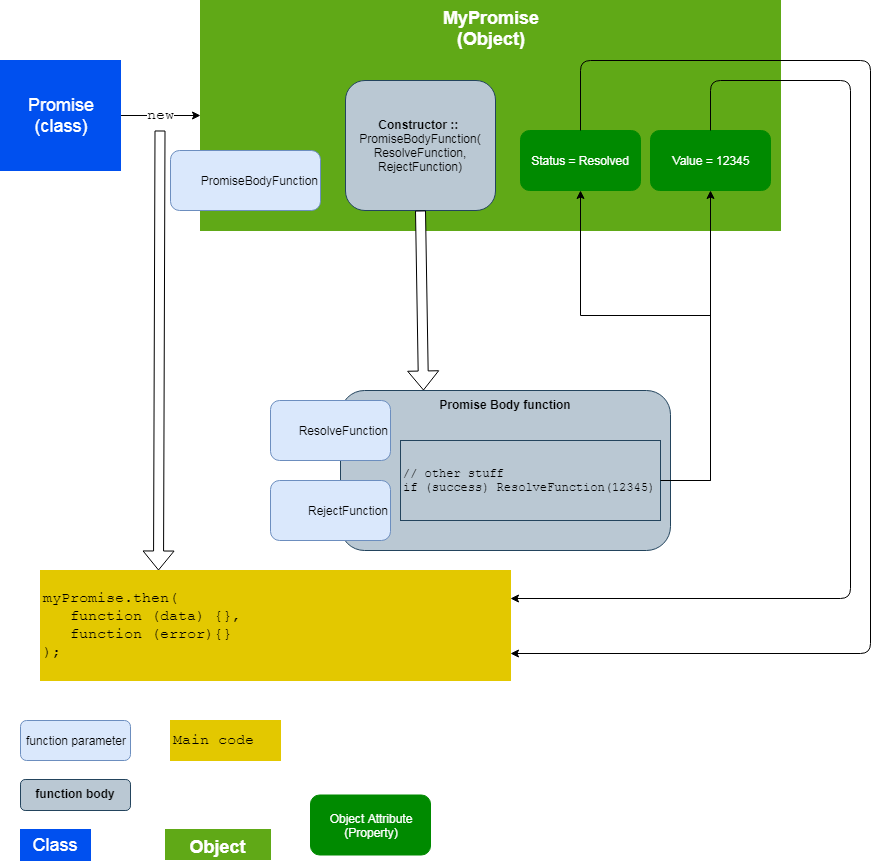 MyPromise
(Object)
Promise
(class)
new
Constructor ::
PromiseBodyFunction(
ResolveFunction,
RejectFunction)
Status = Resolved
Value = 12345
PromiseBodyFunction
Promise Body function
ResolveFunction
// other stuff
if (success) ResolveFunction(12345)
RejectFunction
myPromise.then(
function (data) {},
function (error){}
);
function parameter
Main code
function body
Object Attribute
(Property)
Class
Object